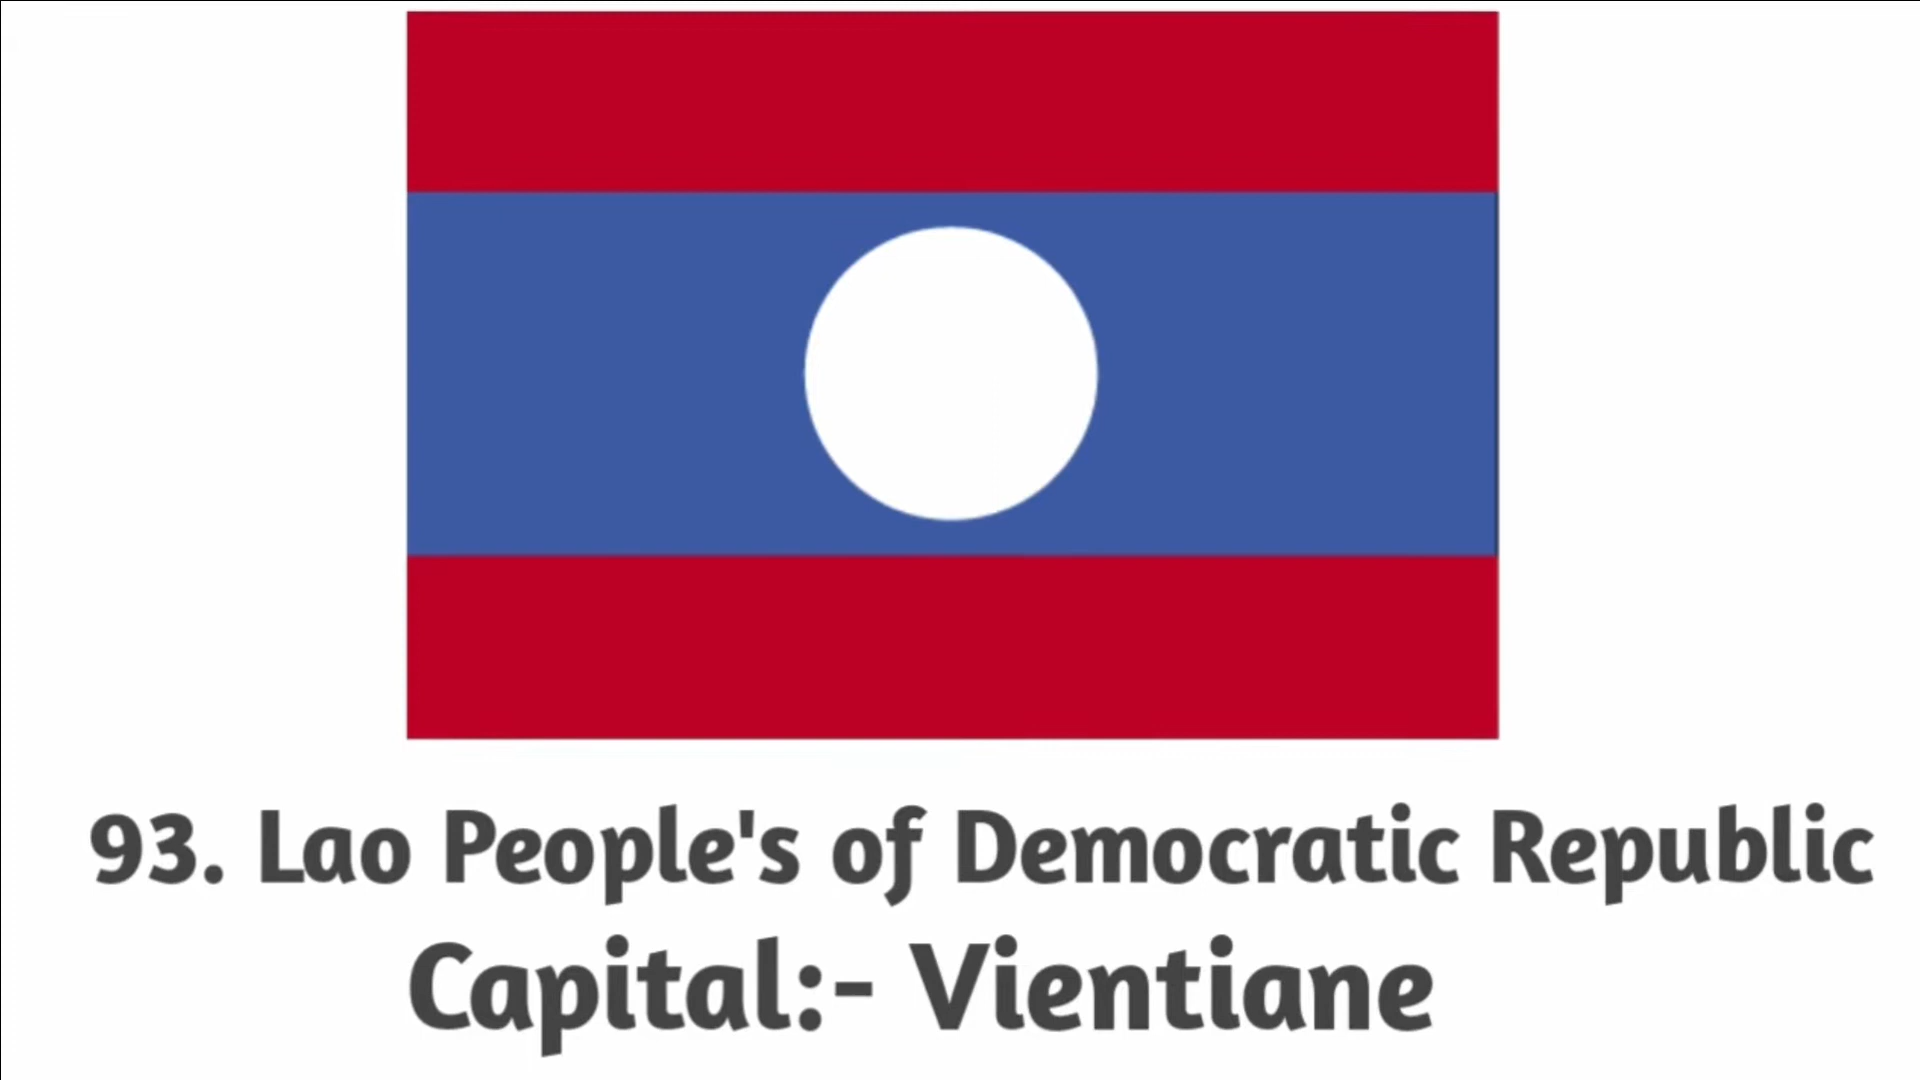 93. Lao People's of Democratic Republic
Capital:- Vientiane